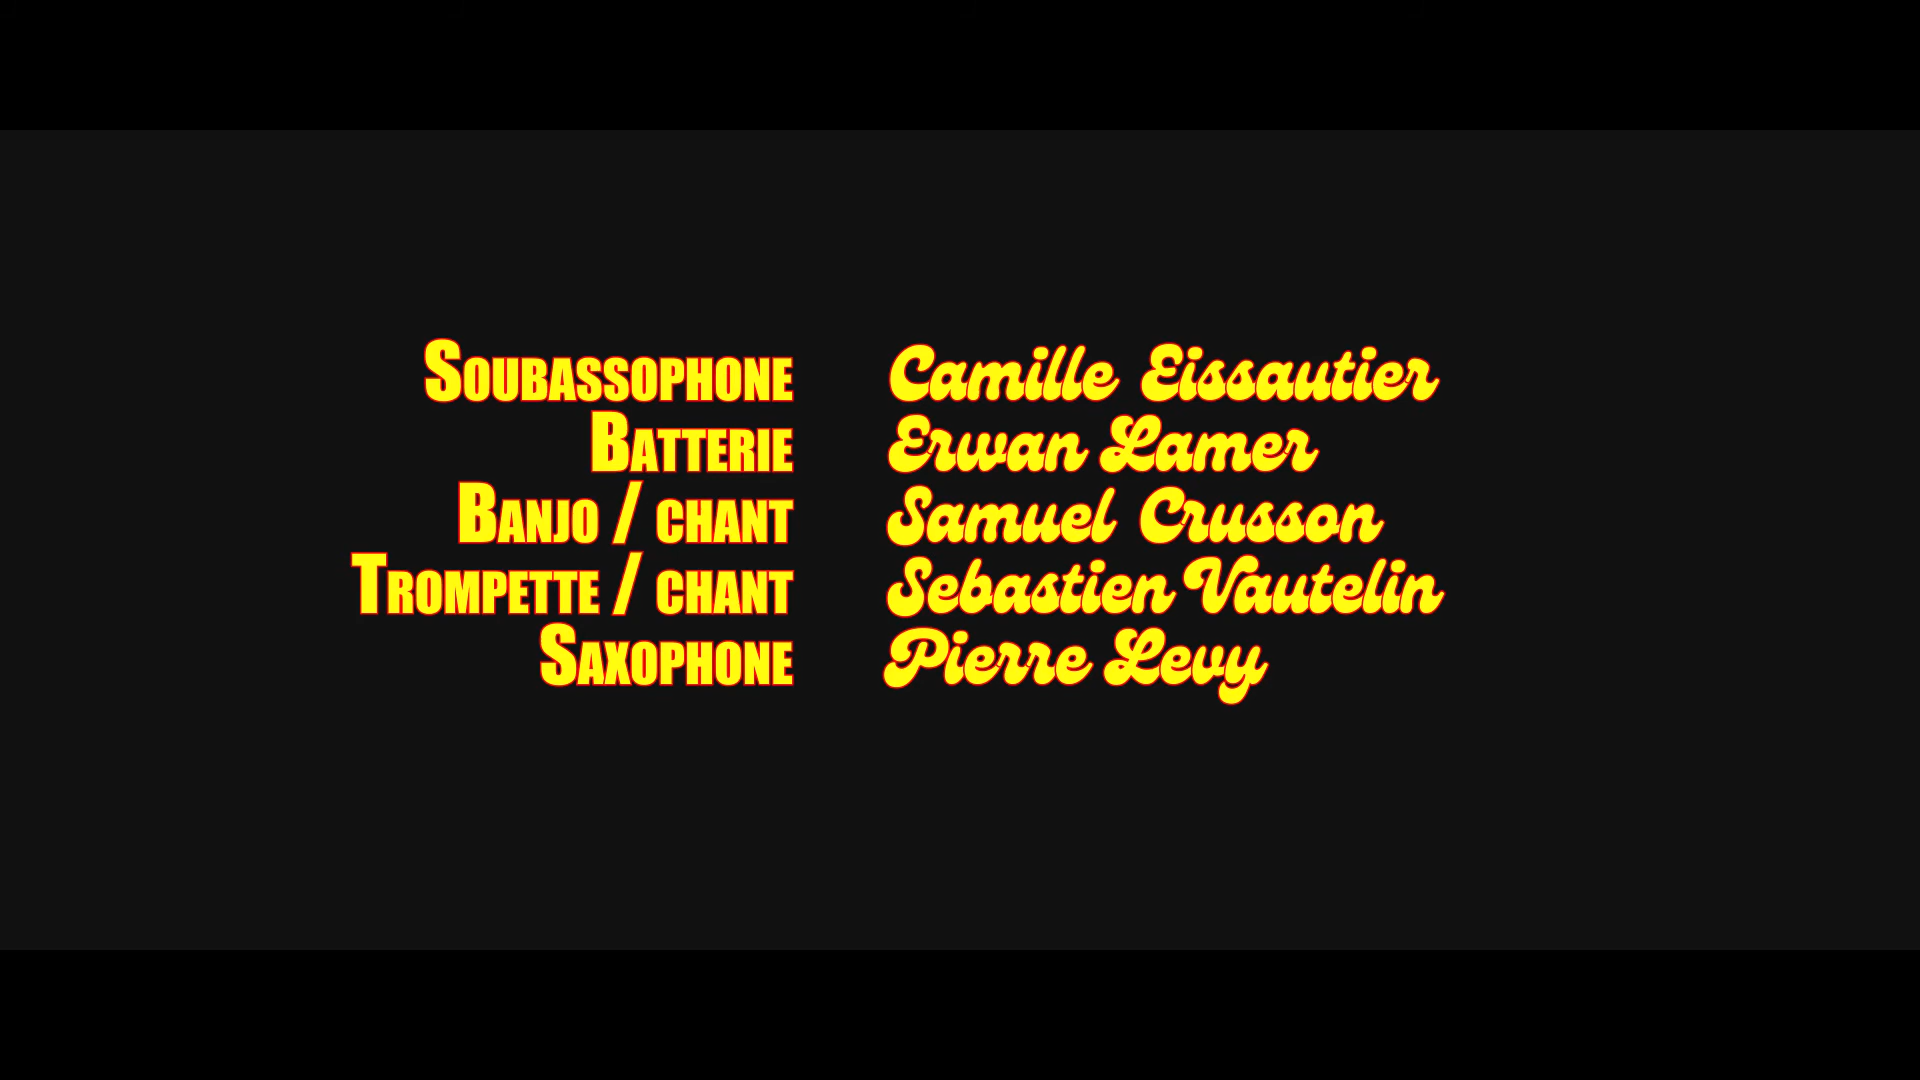 Soubassophone Camille Eissautier
Batterie Erwan Lamer
Banjo / chant Samuel Crusson
Trompette / chant Sebastien Vautelin
Saxophone Pierre Levy